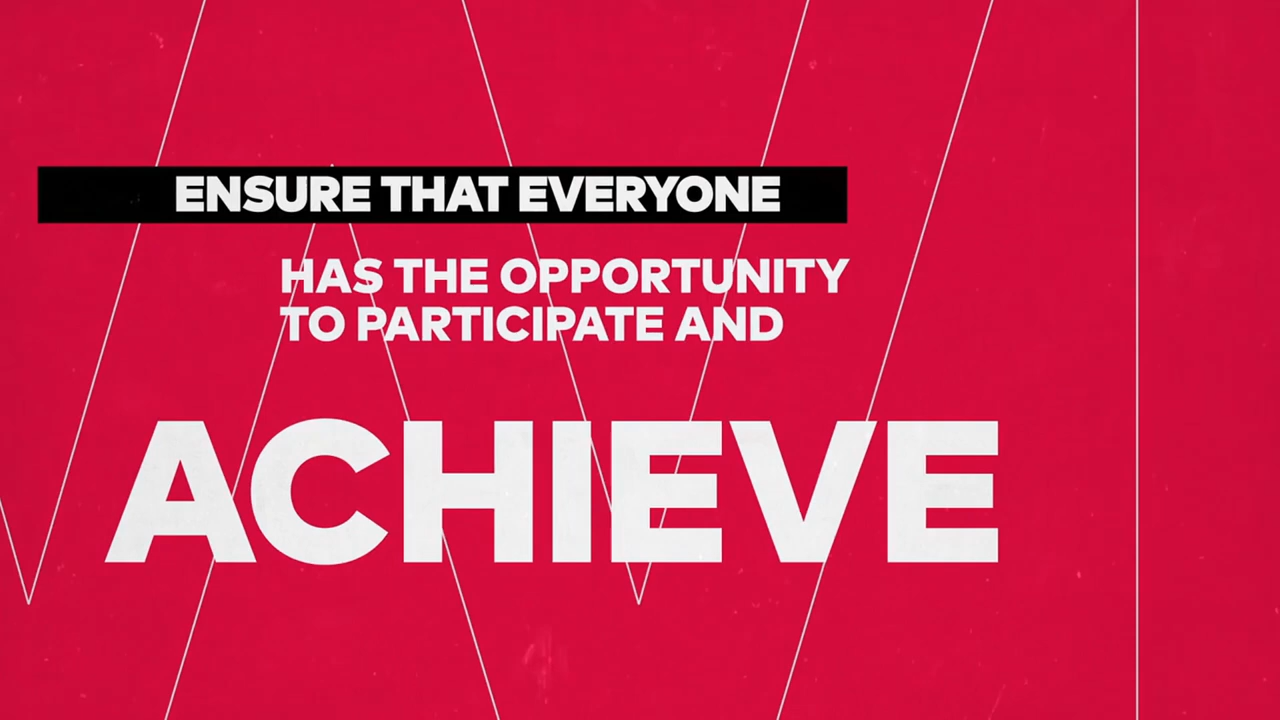 ENSURE THAT EVERYONE
HAS THE OPPORTUNITY
TO PARTICIPATE AND
ACHIEVE